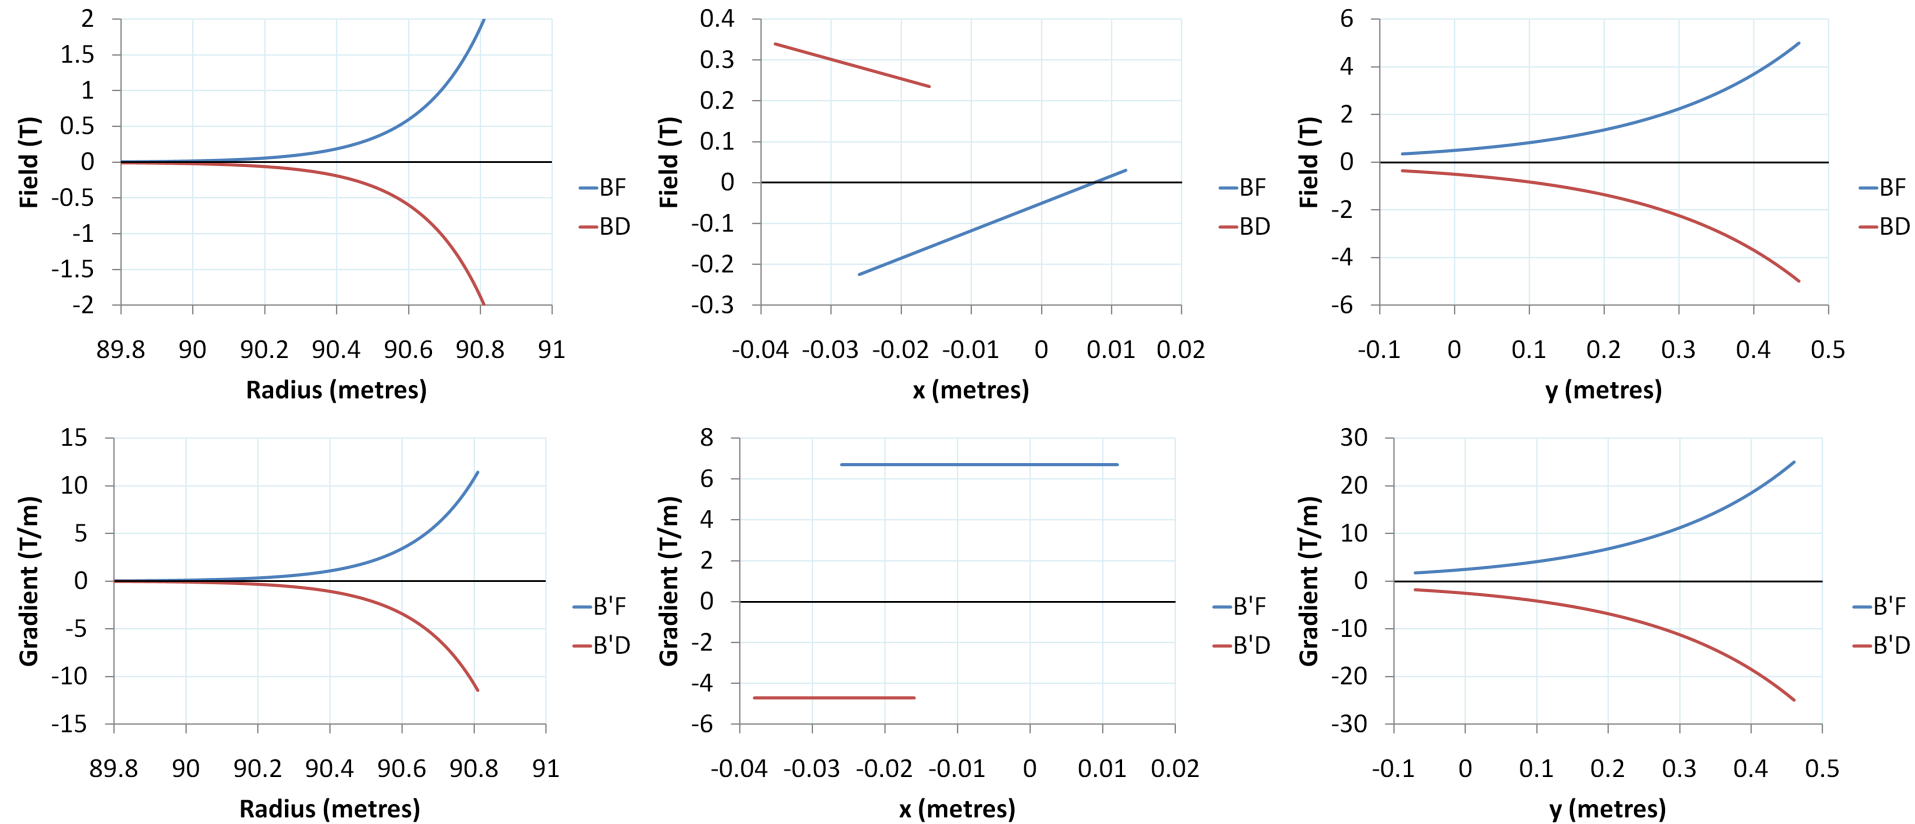 2
1.5
1
0.5
0
-0.5
-1
-1.5
-2
Field (T)
89.8 90 90.2 90.4 90.6 90.8 91
Radius (metres)
BF
BD
0.4
0.3
0.2
0.1
0
-0.1
-0.2
-0.3
Field (T)
-0.04 -0.03 -0.02 -0.01 0 0.01 0.02
x (metres)
BF
BD
6
4
2
0
-2
-4
-6
Field (T)
-0.1 0 0.1 0.2 0.3 0.4 0.5
y (metres)
BF
BD
15
10
5
0
-5
-10
-15
Gradient (T/m)
89.8 90 90.2 90.4 90.6 90.8 91
Radius (metres)
B'F
B'D
8
6
4
2
0
-2
-4
-6
Gradient (T/m)
-0.04 -0.03 -0.02 -0.01 0 0.01 0.02
x (metres)
B'F
B'D
30
20
10
0
-10
-20
-30
Gradient (T/m)
-0.1 0 0.1 0.2 0.3 0.4 0.5
y (metres)
B'F
B'D